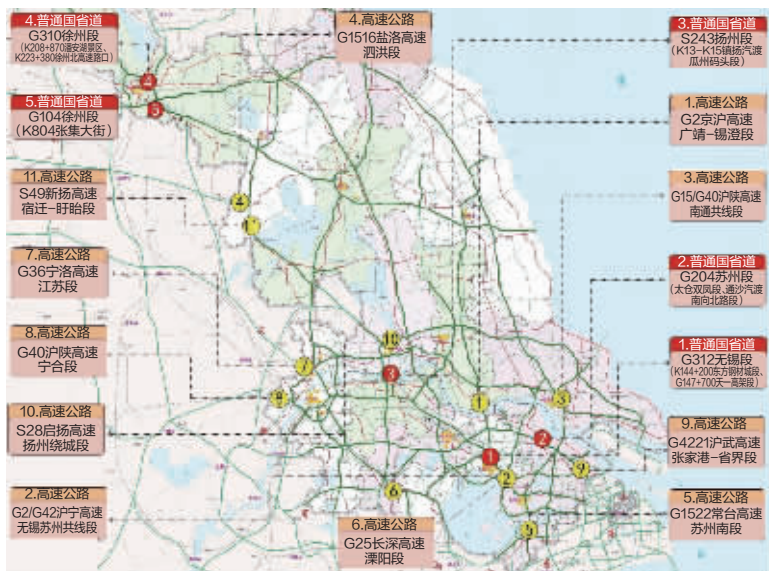 4.普通国省道
G310徐州段
(K208+870潘安湖景区、
K223+380徐州北高速路口)
5.普通国省道
G104徐州段
(K804张集大街)
11.高速公路
S49新扬高速
宿迁-盱眙段
7.高速公路
G36宁洛高速
江苏段
8.高速公路
G40沪陕高速
宁合段
10.高速公路
S28启扬高速
扬州绕城段
2.高速公路
G2/G42沪宁高速
无锡苏州共线段
4.高速公路
G1516盐洛高速
泗洪段
6.高速公路
G25长深高速
溧阳段
3.普通国省道
S243扬州段
(K13-K15镇扬汽渡
瓜州码头段)
1.高速公路
G2京沪高速
广靖-锡澄段
3.高速公路
G15/G40沪陕高速
南通共线段
2.普通国省道
G204苏州段
(太仓双凤段、通沙汽渡
南向北路段)
1.普通国省道
G312无锡段
(K144+200东方钢材城段、
G147+700天一高架段)
9.高速公路
G4221沪武高速
张家港-省界段
5.高速公路
G1522常台高速
苏州南段
4
5
4
10
7
3
8
1
3
2
1
2
9
6
5